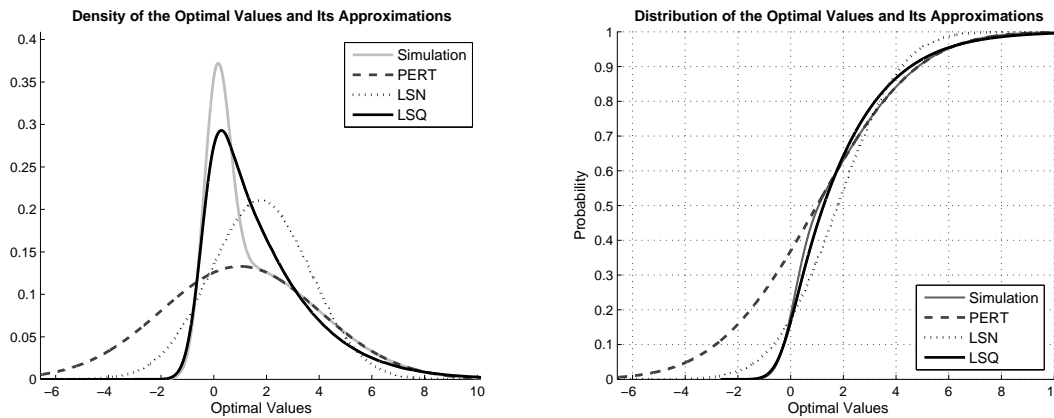 Density of the Optimal Values and Its Approximations
0.4
0.35
0.3
0.25
0.2
0.15
0.1
0.05
0
Simulation
PERT
LSN
LSQ
−6 −4 −2 0 2 4 6 8 10
Optimal Values
Distribution of the Optimal Values and Its Approximations
Probability
1
0.9
0.8
0.7
0.6
0.5
0.4
0.3
0.2
0.1
0
Simulation
PERT
LSN
LSQ
−6 −4 −2 0 2 4 6 8 10
Optimal Values